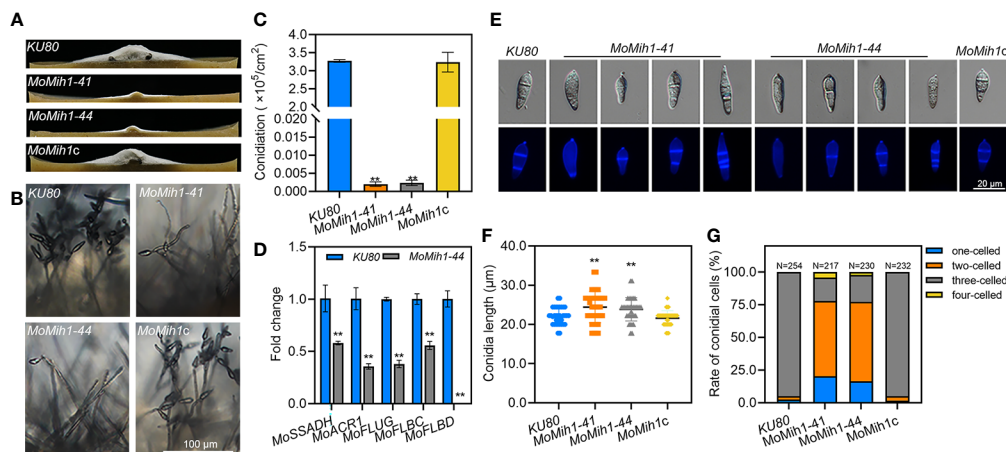 A
KU80
MoMih1-41
MoMih1-44
MoMih1c
B
KU80
MoMih1-41
MoMih1-44
MoMih1c
100 µm
C
Conidiation ( ×10⁵/cm²)
4.0
3.5
3.0
2.5
2.0
0.020
0.015
0.010
0.005
0.000
**
**
KU80
MoMih1-41
MoMih1-44
MoMih1c
D
KU80
MoMih1-44
Fold change
1.5
1.0
0.5
0.0
**
**
**
**
**
MoSSADH
MoACR1
MoFLUG
MoFLBC
MoFLBD
E
KU80
MoMih1-41
MoMih1-44
MoMih1c
20 µm
F
Conidia length (µm)
40.0
30.0
20.0
10.0
0.0
**
**
KU80
MoMih1-41
MoMih1-44
MoMih1c
G
Rate of conidial cells (%)
100.0
75.0
50.0
25.0
0.0
N=254
N=217
N=230
N=232
KU80
MoMih1-41
MoMih1-44
MoMih1c
one-celled
two-celled
three-celled
four-celled